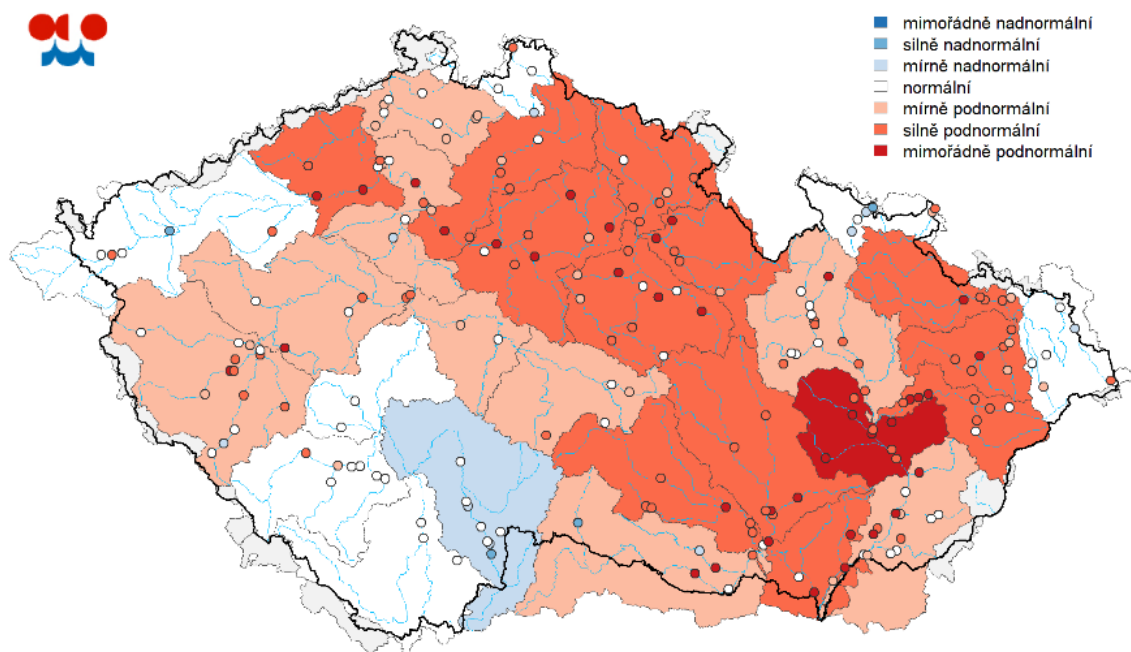 mimořádně nadnormální
silně nadnormální
mírně nadnormální
normální
mírně podnormální
silně podnormální
mimořádně podnormální